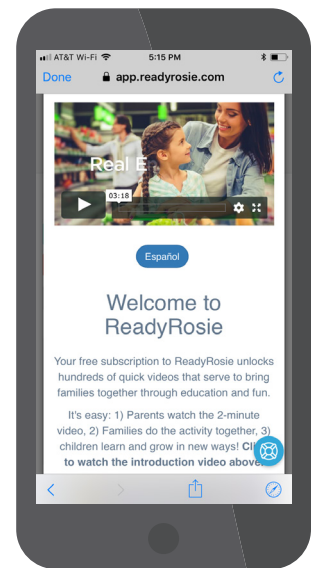 AT&T Wi-Fi 5:15 PM
Done app.readyrosie.com
Real E
03:18
Español
Welcome to
ReadyRosie
Your free subscription to ReadyRosie unlocks
hundreds of quick videos that serve to bring
families together through education and fun.
It's easy: 1) Parents watch the 2-minute
video, 2) Families do the activity together, 3)
children learn and grow in new ways!
to watch the introduction video above.